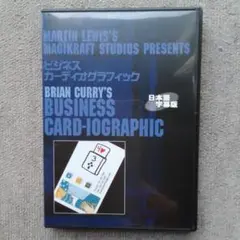 MARTIN LEWIS'S
MAGIKRAFT STUDIOS PRESENTS
ビジネス
カーディオグラフィック
BRIAN CURRY'S
BUSINESS
CARD-IOGRAPHIC
日本語
字幕版
3